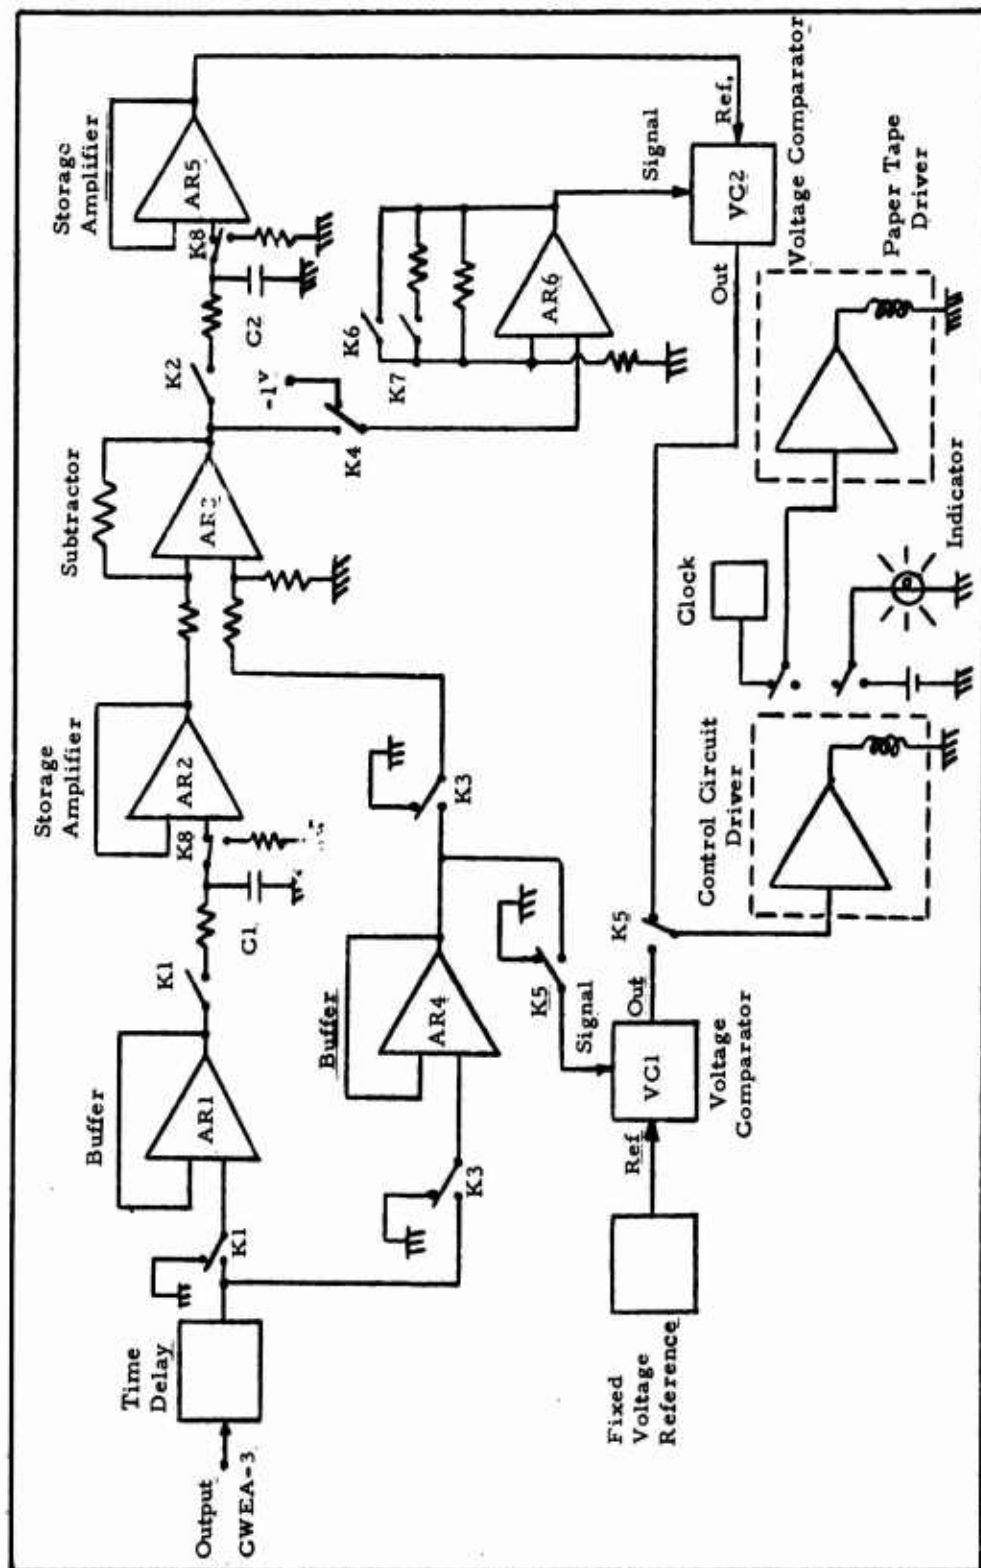 Output
CWEA-3
Time
Delay
K1
Buffer
AR1
K1
C1
K8
Storage
Amplifier
AR2
Subtractor
K2
C2
K8
Storage
Amplifier
AR5
K3
Buffer
AR4
K3
-1v
K4
K6
K7
AR6
Signal
Ref.
VC2
Out
Voltage Comparator
Fixed
Voltage
Reference
Ref
VC1
Voltage
Comparator
Signal
K5
Out
K5
Control Circuit
Driver
Clock
Indicator
Paper Tape
Driver